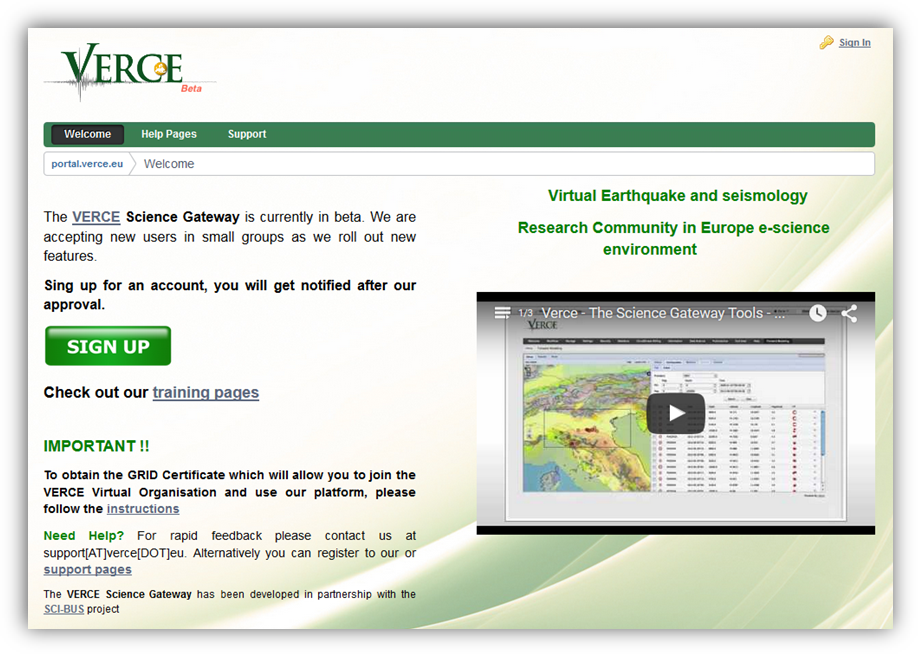 VERCE
Beta
Sign In
Welcome
Help Pages
Support
portal.verce.eu
Welcome
The VERCE Science Gateway is currently in beta. We are
accepting new users in small groups as we roll out new
features.
Sing up for an account, you will get notified after our
approval.
SIGN UP
Check out our training pages
IMPORTANT !!
To obtain the GRID Certificate which will allow you to join the
VERCE Virtual Organisation and use our platform, please
follow the instructions
Need Help? For rapid feedback please contact us at
support[AT]verce[DOT]eu. Alternatively you can register to our or
support pages
The VERCE Science Gateway has been developed in partnership with the
SCI-BUS project
Virtual Earthquake and seismology
Research Community in Europe e-science
environment
1/3 Verce - The Science Gateway Tools - ...
VERCE